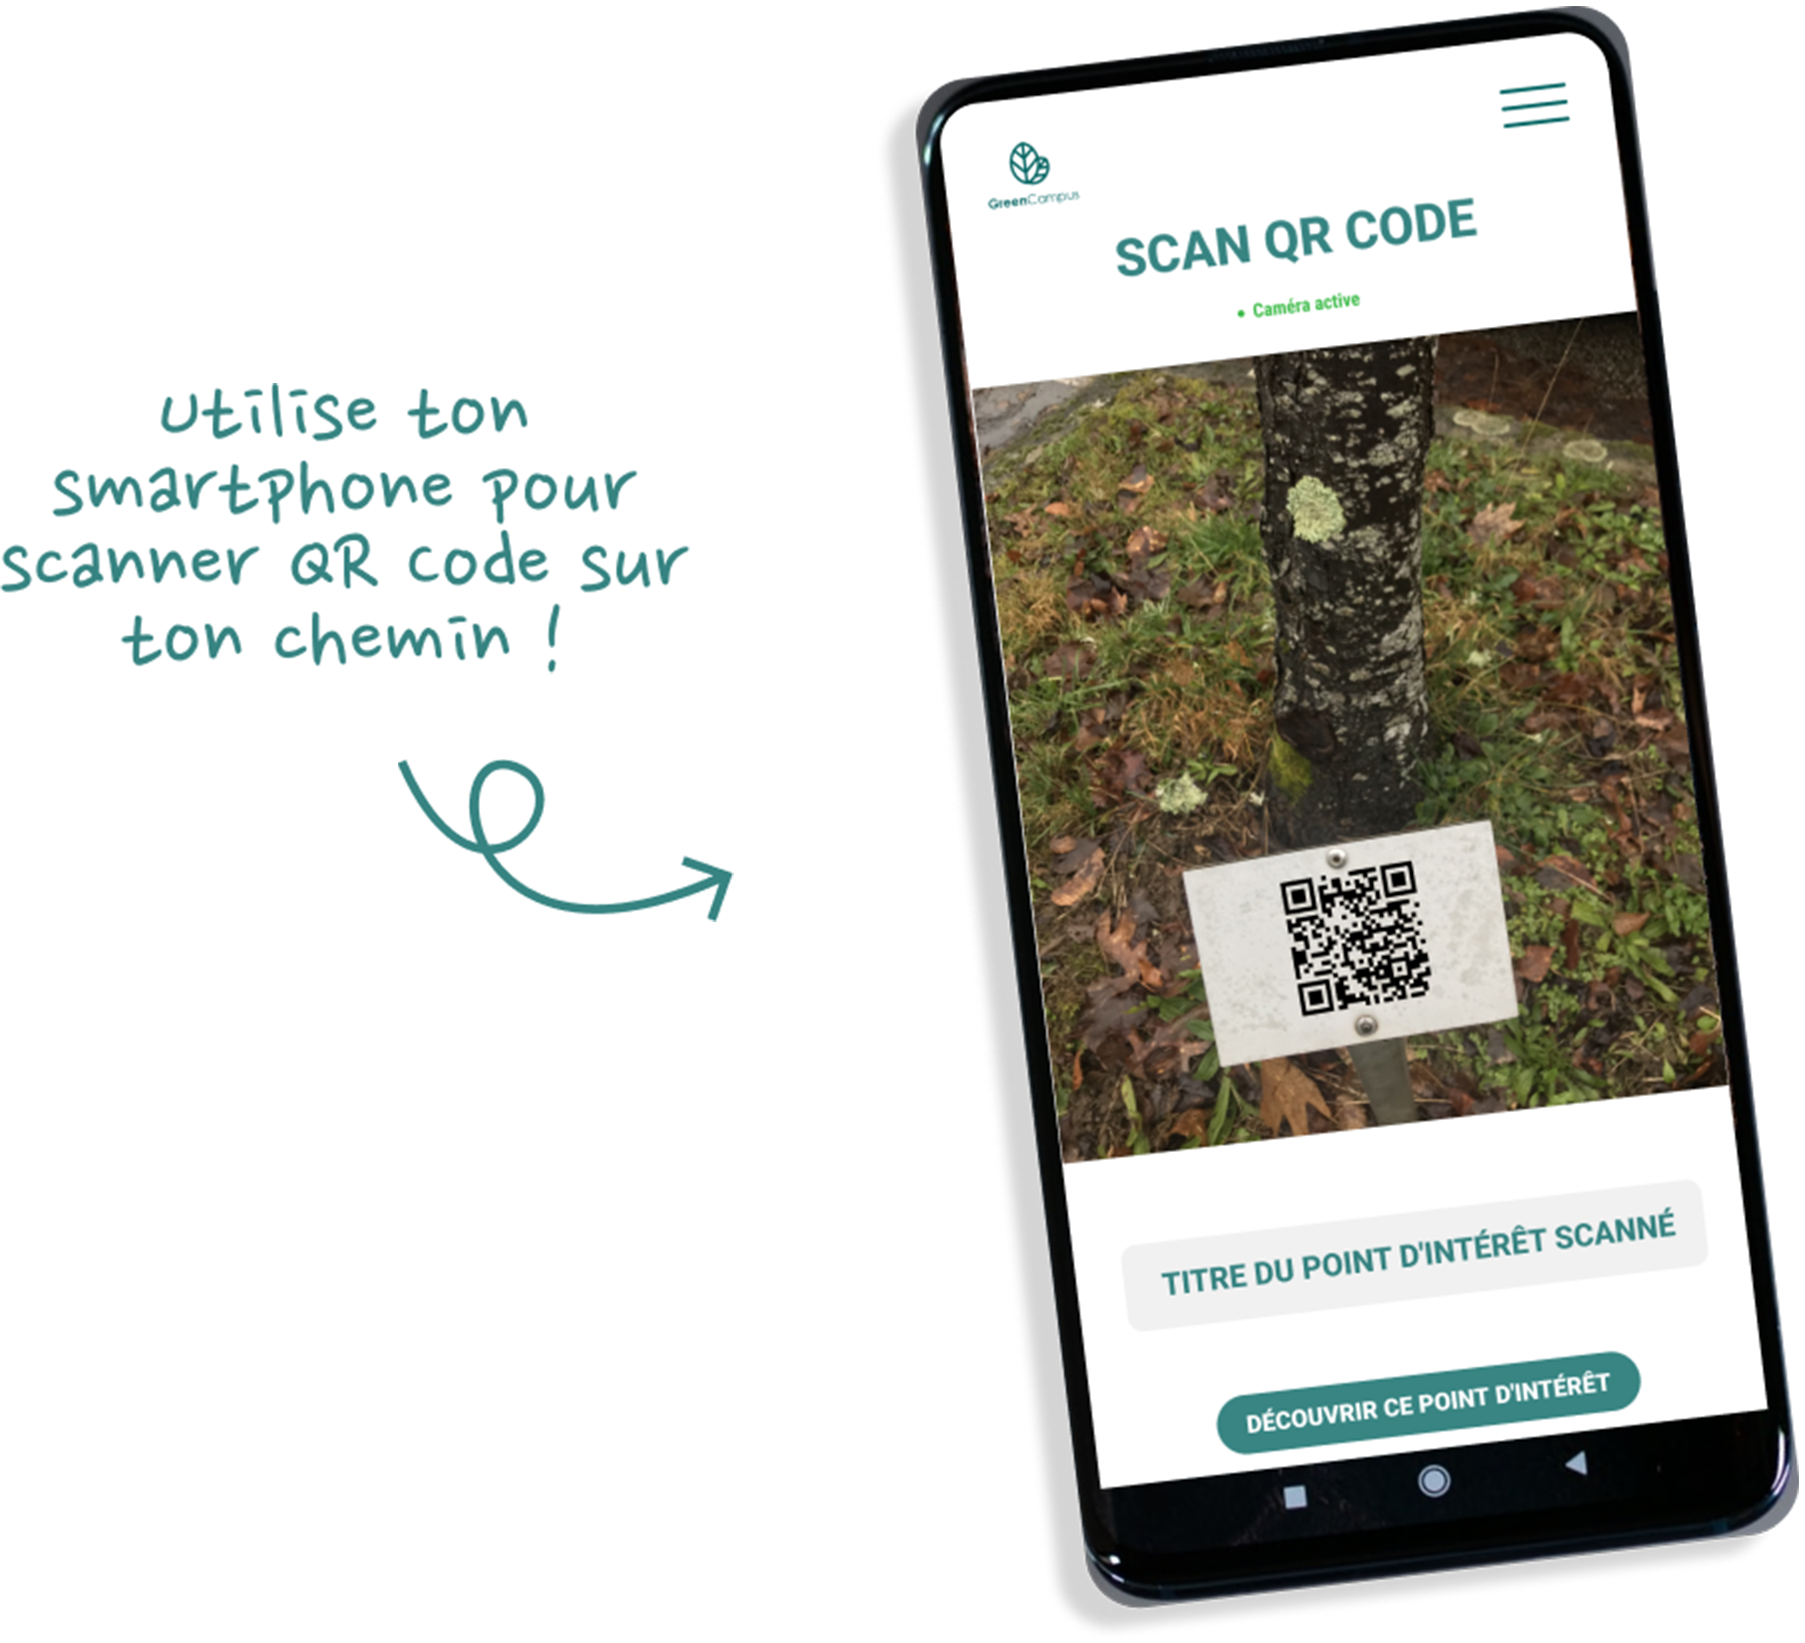 utilise ton
smartphone pour
scanner QR code sur
ton chemin !
GreenCampus
SCAN QR CODE
• Caméra active
TITRE DU POINT D'INTÉRÊT SCANNÉ
DÉCOUVRIR CE POINT D'INTÉRÊT